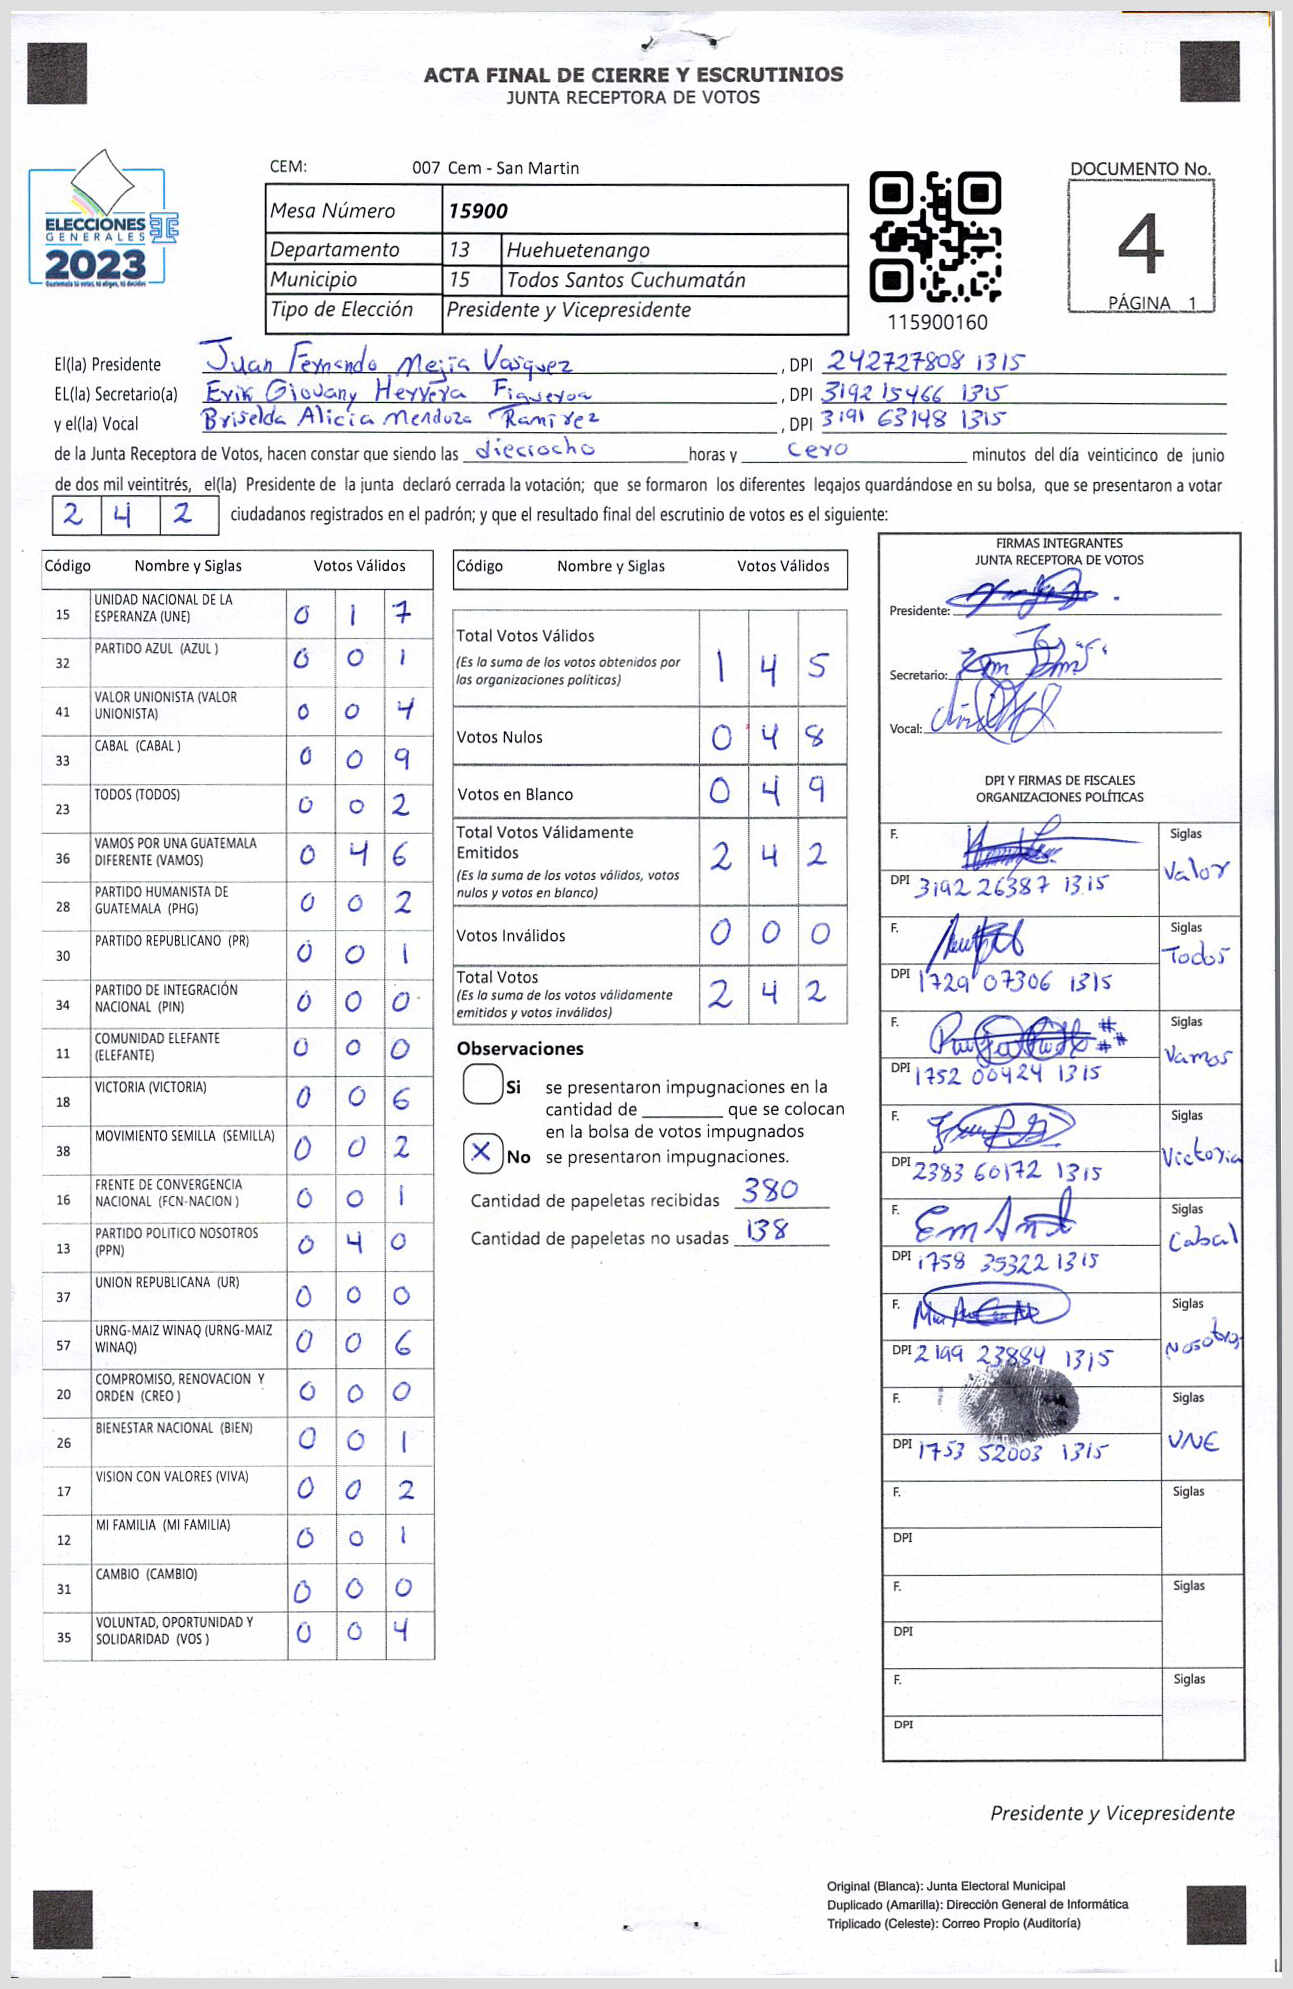 ACTA FINAL DE CIERRE Y ESCRUTINIOS
JUNTA RECEPTORA DE VOTOS
ELECCIONES
GENERALES
2023
CEM: 007 Cem - San Martin
Mesa Número 15900
Departamento 13 Huehuetenango
Municipio 15 Todos Santos Cuchumatán
Tipo de Elección Presidente y Vicepresidente
115900160
DOCUMENTO No.
4
PÁGINA 1
El(la) Presidente Juan Fernando Mejía Vasquez, DPI 242727808 1315
EL(la) Secretario(a) Erik Giovany Herrera Figueroa, DPI 3192 15466 1315
y el(la) Vocal Briselda Alicia Mendoza Ramirez, DPI 3191 63148 1315
de la Junta Receptora de Votos, hacen constar que siendo las dieciocho horas y cero minutos del día veinticinco de junio
de dos mil veintitrés, el(la) Presidente de la junta declaró cerrada la votación; que se formaron los diferentes legajos guardándose en su bolsa, que se presentaron a votar
2 4 2 ciudadanos registrados en el padrón; y que el resultado final del escrutinio de votos es el siguiente:
Código Nombre y Siglas Votos Válidos
15 UNIDAD NACIONAL DE LA
ESPERANZA (UNE) 0 1 7
32 PARTIDO AZUL (AZUL ) 0 0 1
41 VALOR UNIONISTA (VALOR
UNIONISTA) 0 0 4
33 CABAL (CABAL ) 0 0 9
23 TODOS (TODOS) 0 0 2
36 VAMOS POR UNA GUATEMALA
DIFERENTE (VAMOS) 0 4 6
28 PARTIDO HUMANISTA DE
GUATEMALA (PHG) 0 0 2
30 PARTIDO REPUBLICANO (PR) 0 0 1
34 PARTIDO DE INTEGRACIÓN
NACIONAL (PIN) 0 0 0
11 COMUNIDAD ELEFANTE
(ELEFANTE) 0 0 0
18 VICTORIA (VICTORIA) 0 0 6
38 MOVIMIENTO SEMILLA (SEMILLA) 0 0 2
16 FRENTE DE CONVERGENCIA
NACIONAL (FCN-NACION ) 0 0 1
13 PARTIDO POLITICO NOSOTROS
(PPN) 0 4 0
37 UNION REPUBLICANA (UR) 0 0 0
57 URNG-MAIZ WINAQ (URNG-MAIZ
WINAQ) 0 0 6
20 COMPROMISO, RENOVACION Y
ORDEN (CREO ) 0 0 0
26 BIENESTAR NACIONAL (BIEN) 0 0 1
17 VISION CON VALORES (VIVA) 0 0 2
12 MI FAMILIA (MI FAMILIA) 0 0 1
31 CAMBIO (CAMBIO) 0 0 0
35 VOLUNTAD, OPORTUNIDAD Y
SOLIDARIDAD (VOS ) 0 0 4
Código Nombre y Siglas Votos Válidos
Total Votos Válidos
(Es la suma de los votos obtenidos por
las organizaciones políticas) 1 4 5
Votos Nulos 0 4 8
Votos en Blanco 0 4 9
Total Votos Válidamente
Emitidos
(Es la suma de los votos válidos, votos
nulos y votos en blanco) 2 4 2
Votos Inválidos 0 0 0
Total Votos
(Es la suma de los votos válidamente
emitidos y votos inválidos) 2 4 2
Observaciones
Si se presentaron impugnaciones en la
cantidad de ________ que se colocan
en la bolsa de votos impugnados
X No se presentaron impugnaciones.
Cantidad de papeletas recibidas 380
Cantidad de papeletas no usadas 138
FIRMAS INTEGRANTES
JUNTA RECEPTORA DE VOTOS
Presidente:
Secretario:
Vocal:
DPI Y FIRMAS DE FISCALES
ORGANIZACIONES POLÍTICAS
F. Siglas
Valor
DPI 3192 26387 1315
F. Siglas
Todos
DPI 1729 07306 1315
F. Siglas
Vamos
DPI 1752 00424 1315
F. Siglas
Victoria
DPI 2383 60172 1315
F. Siglas
Cabal
DPI 1758 35322 1315
F. Siglas
Nosotros
DPI 2199 23884 1315
F. Siglas
UNE
DPI 1753 52003 1315
F. Siglas
DPI
F. Siglas
DPI
F. Siglas
DPI
Presidente y Vicepresidente
Original (Blanca): Junta Electoral Municipal
Duplicado (Amarilla): Dirección General de Informática
Triplicado (Celeste): Correo Propio (Auditoría)